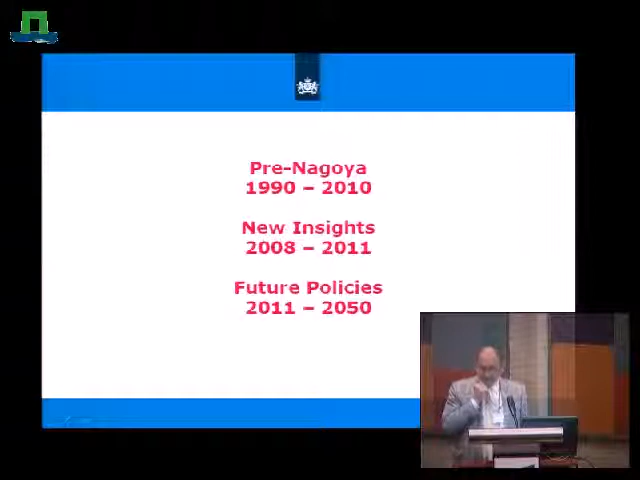 Pre-Nagoya
1990 – 2010
New Insights
2008 – 2011
Future Policies
2011 – 2050